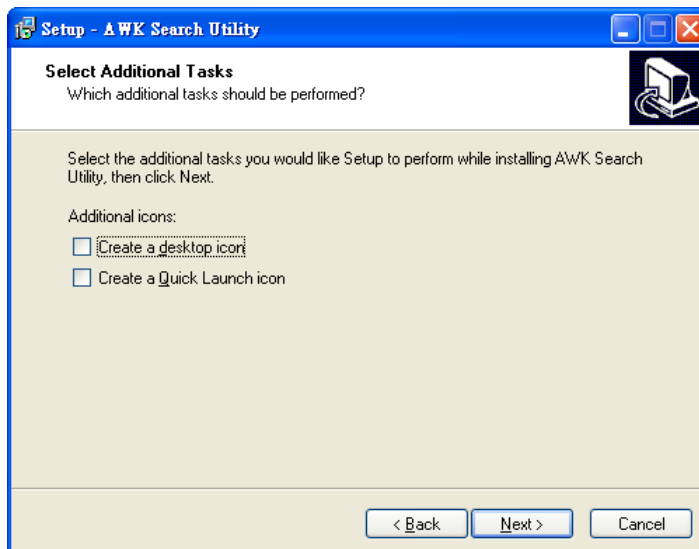 Setup - AWK Search Utility
Select Additional Tasks
Which additional tasks should be performed?
Select the additional tasks you would like Setup to perform while installing AWK Search
Utility, then click Next.
Additional icons:
Create a desktop icon
Create a Quick Launch icon
< Back
Next >
Cancel